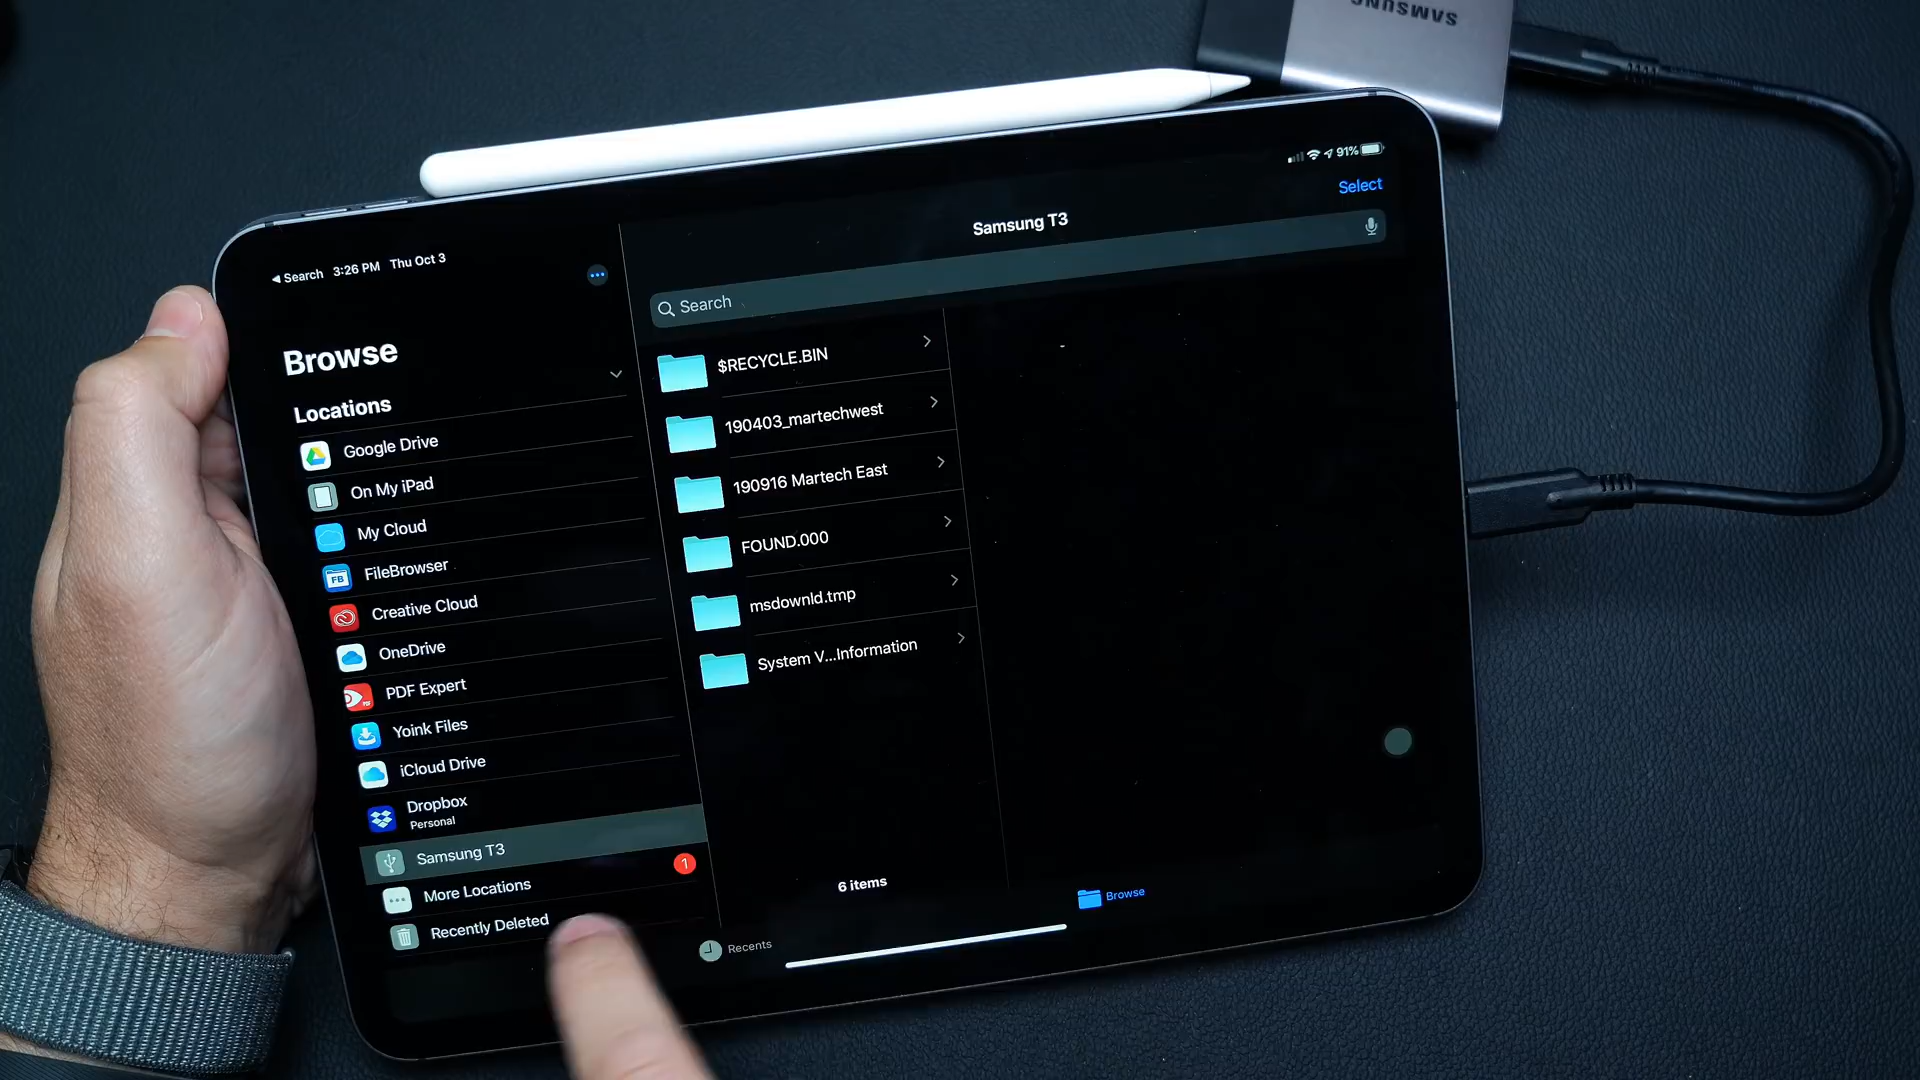 SAMSUNG
◀ Search 3:26 PM Thu Oct 3
91%
Select
Samsung T3
Search
Browse
Locations
Google Drive
On My iPad
My Cloud
FB
FileBrowser
Creative Cloud
OneDrive
PDF
PDF Expert
Yoink Files
iCloud Drive
Dropbox
Personal
Samsung T3
More Locations
1
Recently Deleted
$RECYCLE.BIN
190403_martechwest
190916 Martech East
FOUND.000
msdownld.tmp
System V...Information
6 items
Recents
Browse